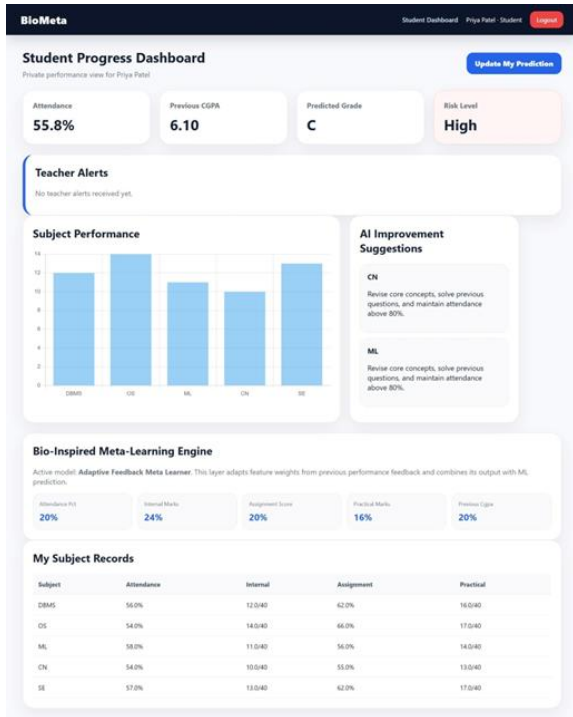 BioMeta
Student Dashboard Priya Patel - Student Logout
Student Progress Dashboard
Private performance view for Priya Patel
Update My Prediction
Attendance
55.8%
Previous CGPA
6.10
Predicted Grade
C
Risk Level
High
Teacher Alerts
No teacher alerts received yet.
Subject Performance
14
12
10
8
6
4
2
0
DBMS OS ML CN SE
AI Improvement
Suggestions
CN
Revise core concepts, solve previous
questions, and maintain attendance
above 80%.
ML
Revise core concepts, solve previous
questions, and maintain attendance
above 80%.
Bio-Inspired Meta-Learning Engine
Active model: Adaptive Feedback Meta Learner. This layer adapts feature weights from previous performance feedback and combines its output with ML
prediction.
Attendance Pct
20%
Internal Marks
24%
Assignment Score
20%
Practical Marks
16%
Previous Cgpa
20%
My Subject Records
Subject Attendance Internal Assignment Practical
DBMS 56.0% 12.0/40 62.0% 16.0/40
OS 54.0% 14.0/40 66.0% 17.0/40
ML 58.0% 11.0/40 56.0% 14.0/40
CN 54.0% 10.0/40 55.0% 13.0/40
SE 57.0% 13.0/40 62.0% 17.0/40